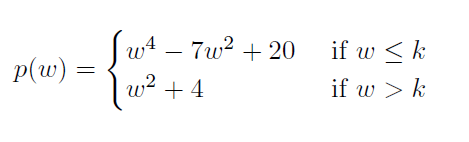 p(w) = { w⁴ − 7w² + 20 if w ≤ k
w² + 4 if w > k